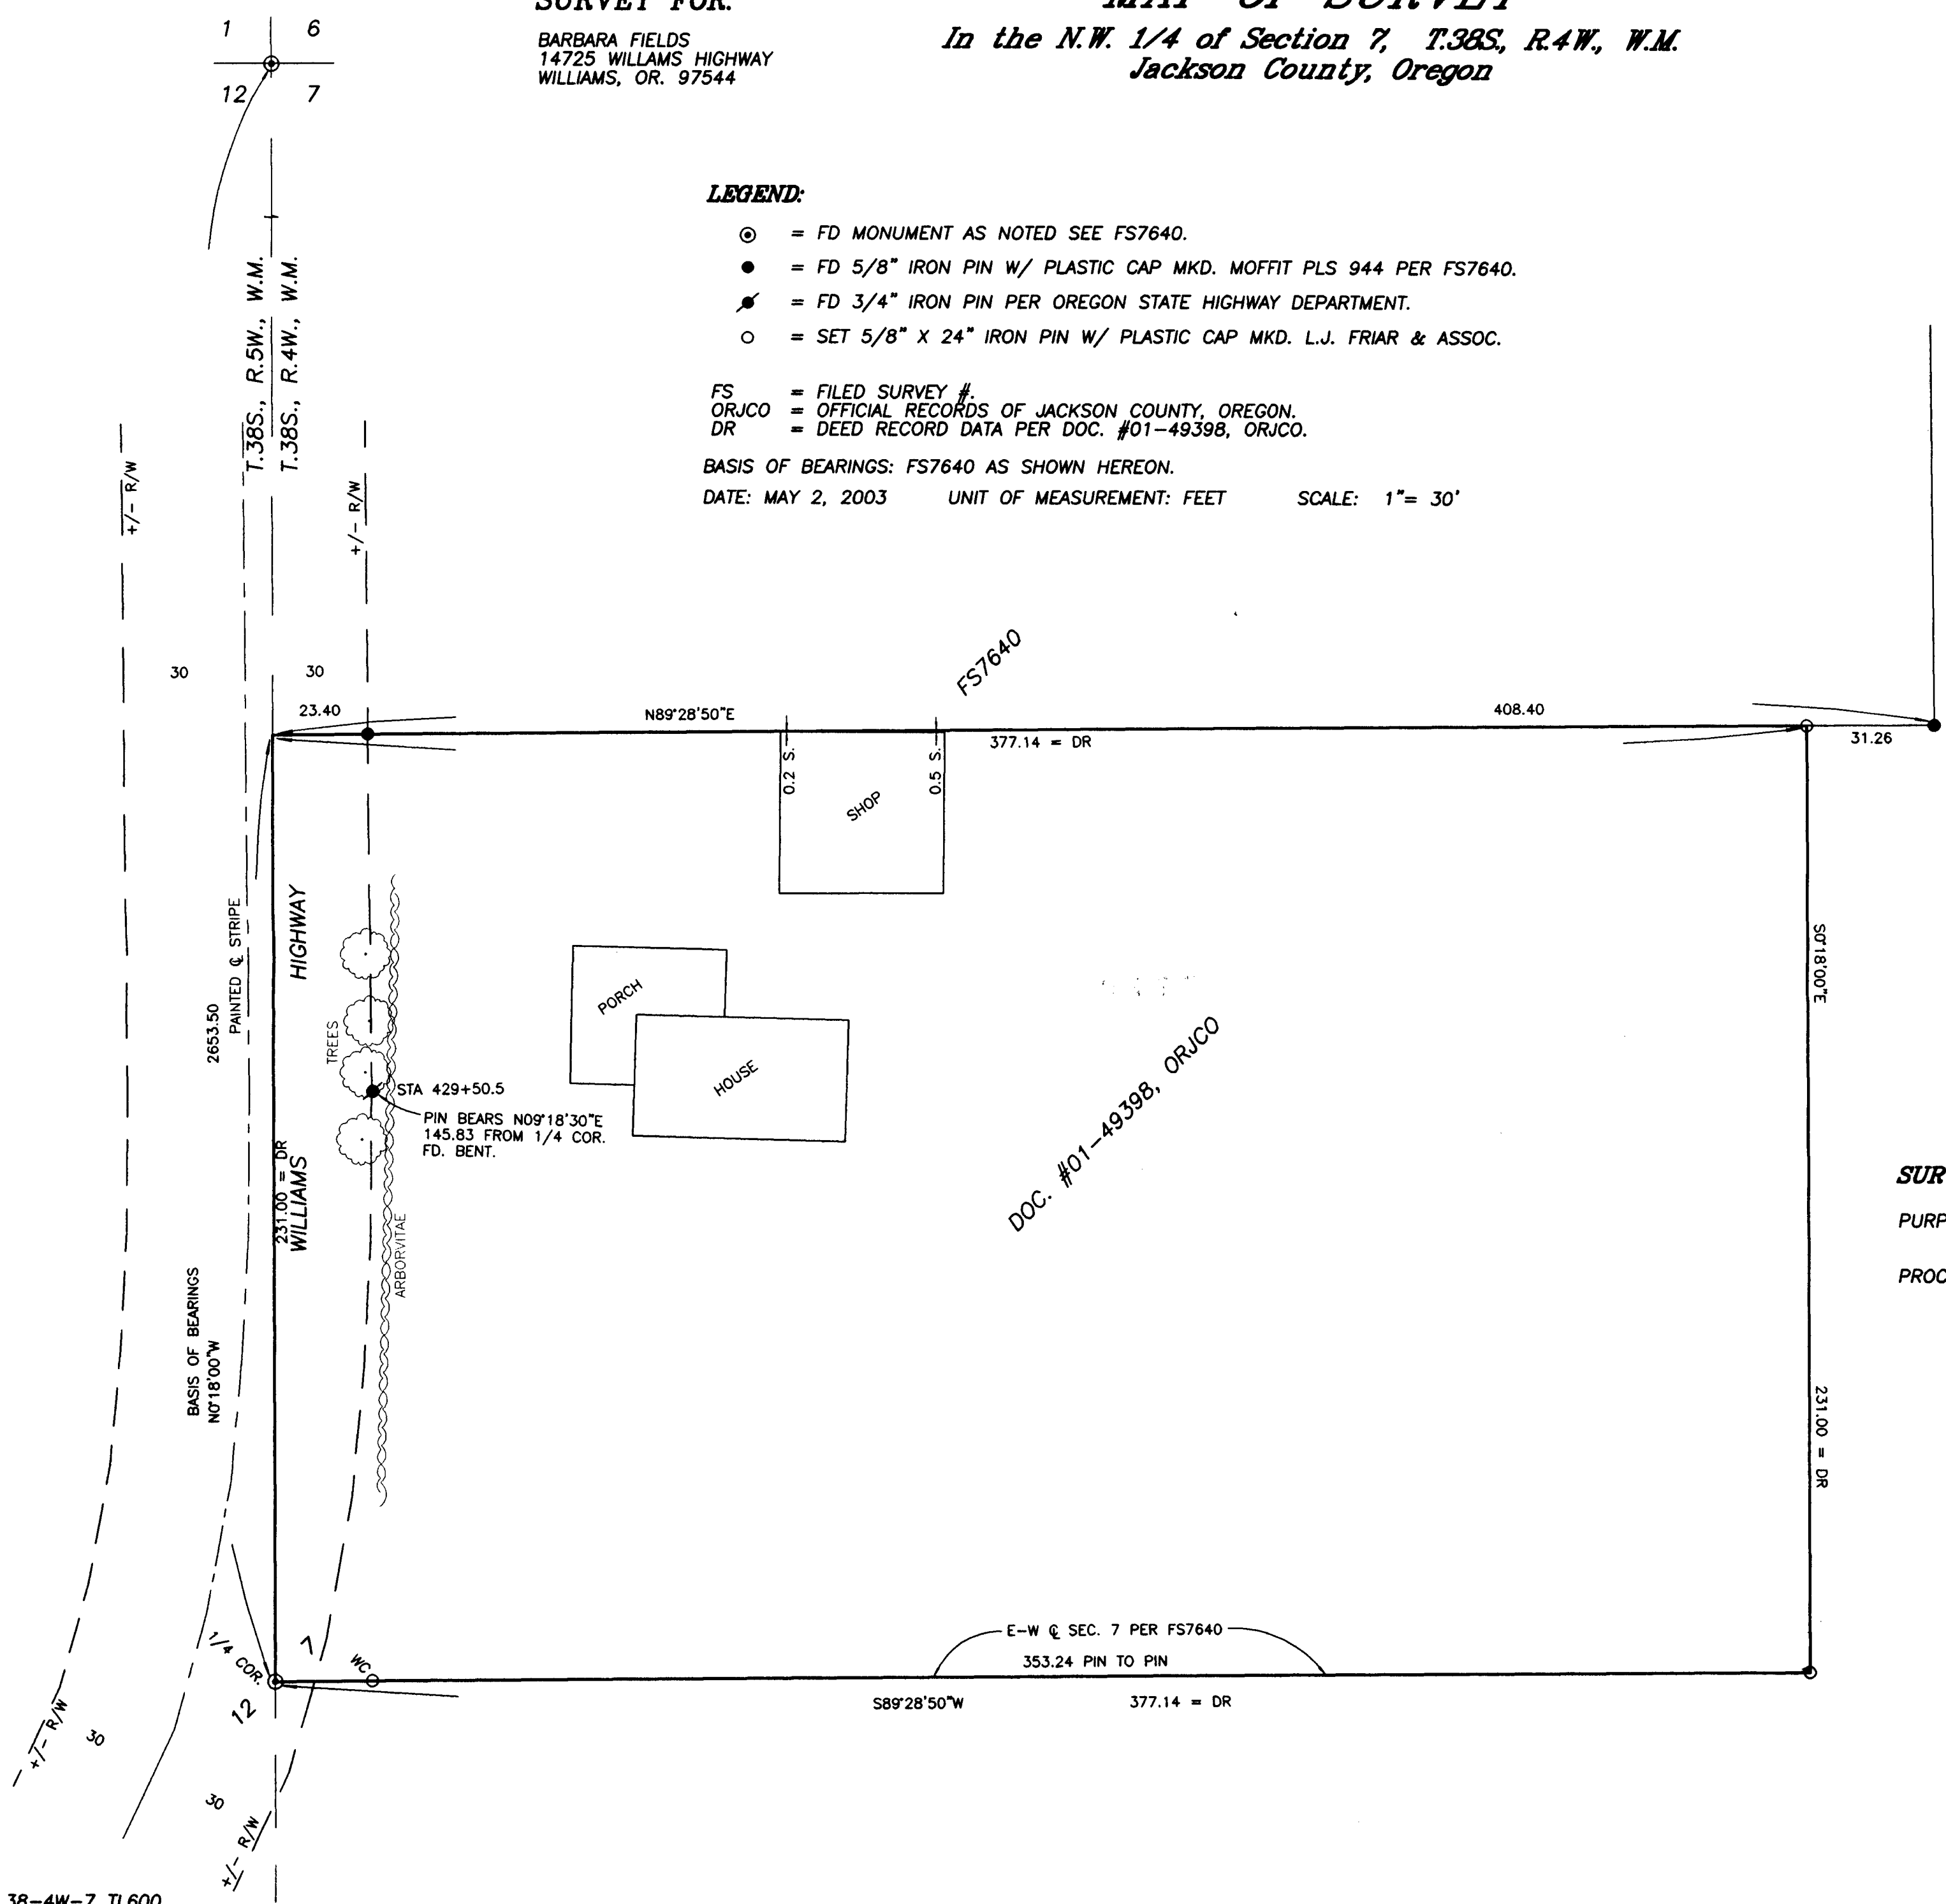 SURVEY FOR:
BARBARA FIELDS
14725 WILLAMS HIGHWAY
WILLIAMS, OR. 97544
MAP OF SURVEY
In the N.W. 1/4 of Section 7, T.38S., R.4W., W.M.
Jackson County, Oregon
1 6
12 7
T.38S., R.5W., W.M.
T.38S., R.4W., W.M.
LEGEND:
= FD MONUMENT AS NOTED SEE FS7640.
= FD 5/8" IRON PIN W/ PLASTIC CAP MKD. MOFFIT PLS 944 PER FS7640.
= FD 3/4" IRON PIN PER OREGON STATE HIGHWAY DEPARTMENT.
= SET 5/8" X 24" IRON PIN W/ PLASTIC CAP MKD. L.J. FRIAR & ASSOC.
FS = FILED SURVEY #.
ORJCO = OFFICIAL RECORDS OF JACKSON COUNTY, OREGON.
DR = DEED RECORD DATA PER DOC. #01-49398, ORJCO.
BASIS OF BEARINGS: FS7640 AS SHOWN HEREON.
DATE: MAY 2, 2003 UNIT OF MEASUREMENT: FEET SCALE: 1"= 30'
+/- R/W
+/- R/W
30
30
FS7640
23.40
N89°28'50"E
408.40
377.14 = DR
31.26
0.2 S.
0.5 S.
SHOP
PAINTED ℄ STRIPE
2653.50
HIGHWAY
WILLIAMS
231.00 = DR
TREES
PORCH
HOUSE
STA 429+50.5
PIN BEARS N09°18'30"E
145.83 FROM 1/4 COR.
FD. BENT.
ARBORVITAE
DOC. #01-49398, ORJCO
S0°18'00"E
231.00 = DR
SUR
PURP
PROC
BASIS OF BEARINGS
N0°18'00"W
1/4 COR.
7
12
WC
E-W ℄ SEC. 7 PER FS7640
353.24 PIN TO PIN
S89°28'50"W
377.14 = DR
+/- R/W
30
30
+/- R/W
38-4W-7 TL600